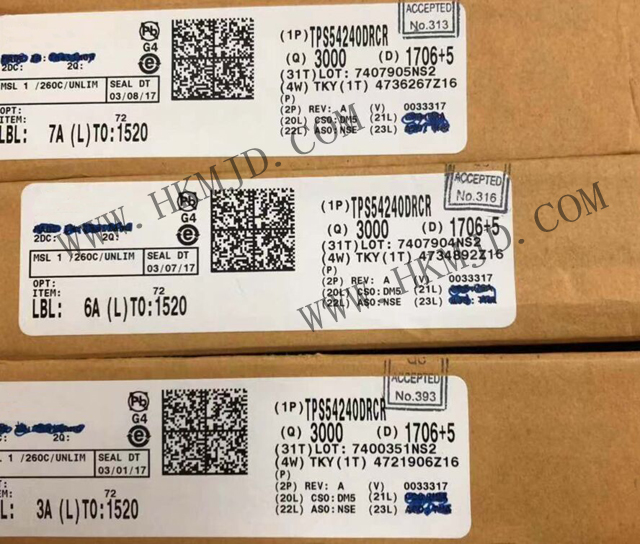 ACCEPTED
No.313
Pb
G4
e
(1P) TPS54240DRCR
(Q) 3000 (D) 1706+5
(31T) LOT: 7407905NS2
(4W) TKY (1T) 4736267Z16
(P)
(2P) REV: A (V) 0033317
(20L) CSO:DM5 (21L)
(22L) ASO:NSE (23L)
2DC: 2Q:
MSL 1 /260C/UNLIM SEAL DT
03/08/17
OPT:
ITEM: 72
LBL: 7A (L)TO:1520
WWW.HKMJD.COM
ACCEPTED
No.316
Pb
G4
e
(1P) TPS54240DRCR
(Q) 3000 (D) 1706+5
(31T) LOT: 7407904NS2
(4W) TKY (1T) 4734892Z16
(P)
(2P) REV: A (V) 0033317
(20L) CSO:DM5 (21L)
(22L) ASO:NSE (23L)
2DC: 2Q:
MSL 1 /260C/UNLIM SEAL DT
03/07/17
OPT:
ITEM: 72
LBL: 6A (L)TO:1520
WWW.HKMJD.COM
ACCEPTED
No.393
Pb
G4
e
(1P) TPS54240DRCR
(Q) 3000 (D) 1706+5
(31T) LOT: 7400351NS2
(4W) TKY (1T) 4721906Z16
(P)
(2P) REV: A (V) 0033317
(20L) CSO:DM5 (21L)
(22L) ASO:NSE (23L)
C: 2Q:
1 /260C/UNLIM SEAL DT
03/01/17
T:
EM: 72
L: 3A (L)TO:1520